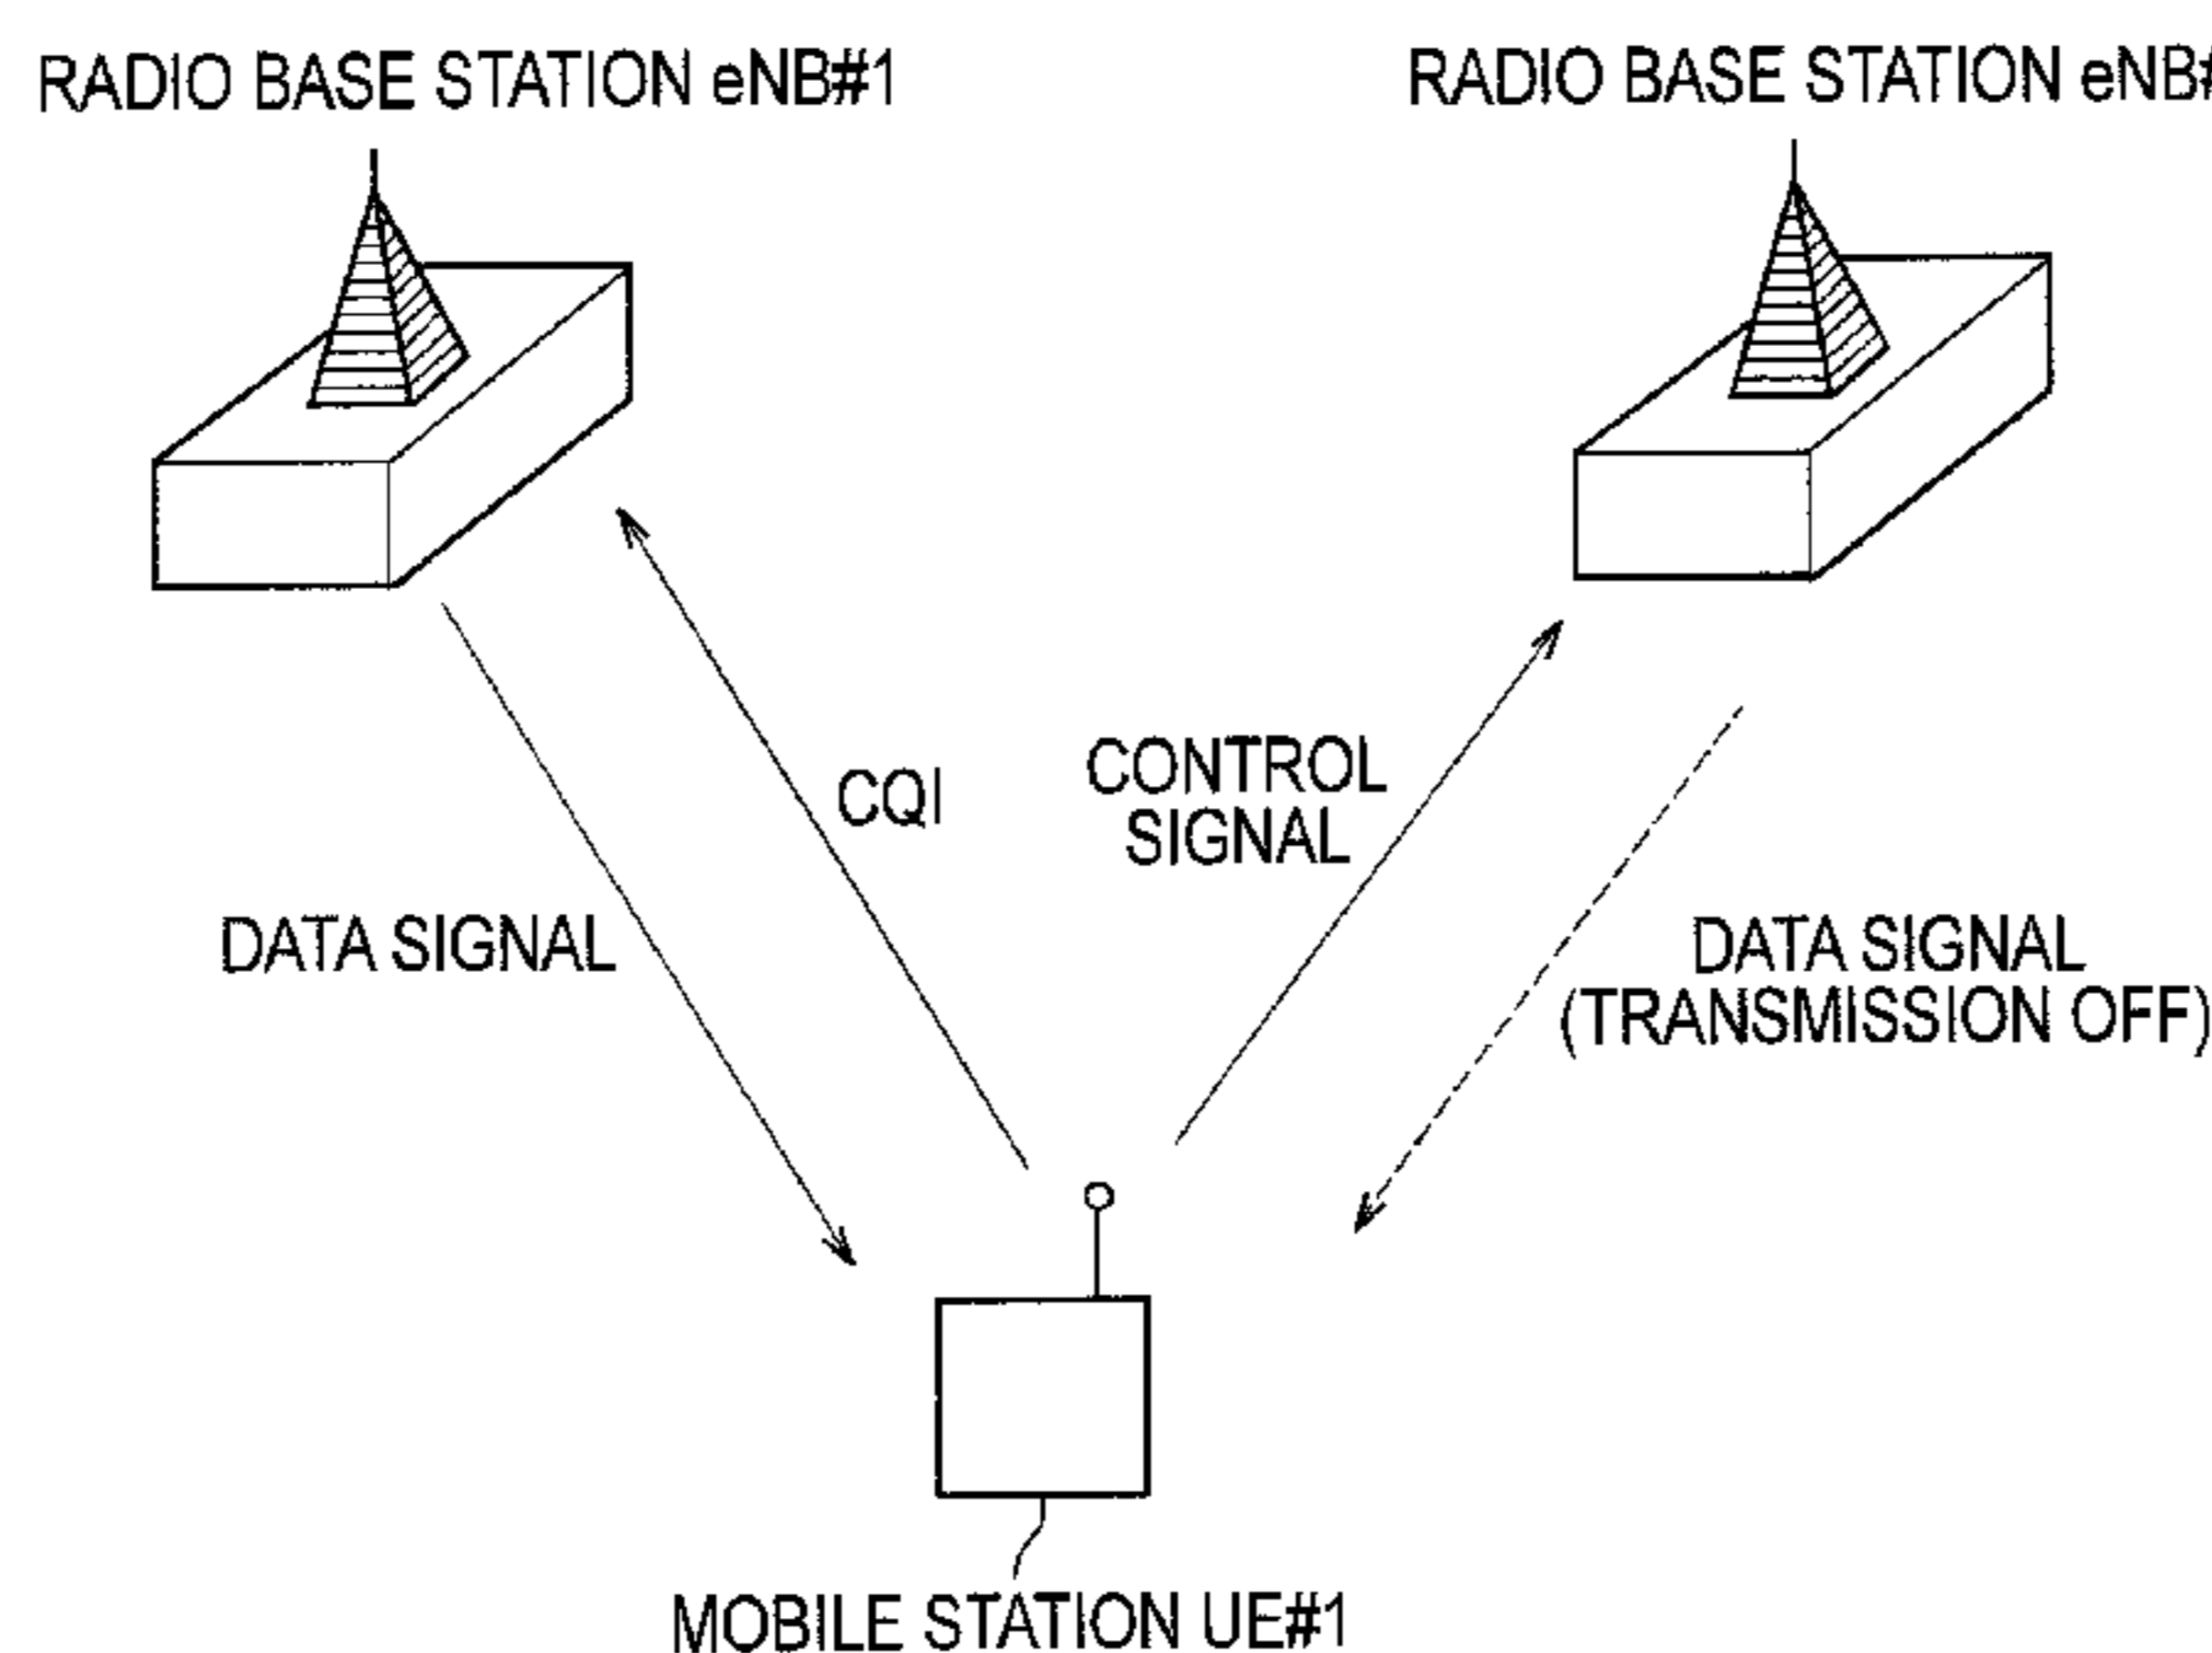 RADIO BASE STATION eNB#1
RADIO BASE STATION eNB#
CQI
CONTROL
SIGNAL
DATA SIGNAL
DATA SIGNAL
(TRANSMISSION OFF)
MOBILE STATION UE#1